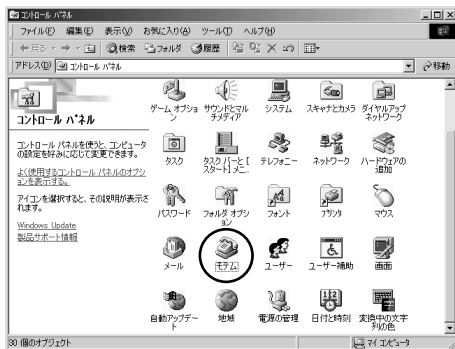 コントロール パネル
ファイル(F) 編集(E) 表示(V) お気に入り(A) ツール(T) ヘルプ(H)
戻る 検索 フォルダ 履歴
アドレス(D) コントロール パネル 移動
コントロール パネル
コントロール パネルを使うと、コンピュータ
の設定を好みに応じて変更できます。
よく使用するコントロール パネルのオプシ
ョンを表示する。
アイコンを選択すると、その説明が表示さ
れます。
Windows Update
製品サポート情報
ゲーム オプショ
ン
サウンドとマル
チメディア
システム
スキャナとカメラ
ダイヤルアップ
ネットワーク
タスク
タスク バーと [
スタート] メニ...
テレフォニー
ネットワーク
ハードウェアの
追加
パスワード
フォルダ オプシ
ョン
フォント
プリンタ
マウス
メール
モデム
ユーザー
ユーザー補助
画面
自動アップデー
ト
地域
電源の管理
日付と時刻
変換中の文字
列の色
30 個のオブジェクト
マイ コンピュータ